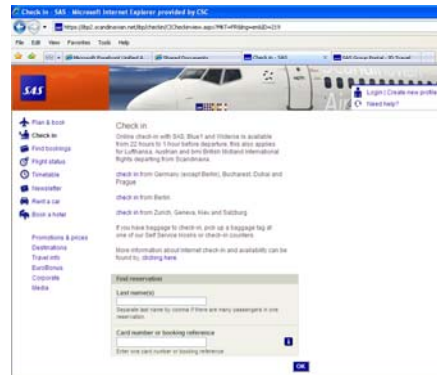 Check in - SAS - Microsoft Internet Explorer provided by CSC
File Edit View Favorites Tools Help
Shared Documents
Check in - SAS
SAS Group Portal - ID Travel
SAS
Login | Create new profile
Need help?
Plan & book
Check in
Find bookings
Flight status
Timetable
Newsletter
Rent a car
Book a hotel
Promotions & prices
Destinations
Travel info
EuroBonus
Corporate
Media
Check in
Online check-in with SAS, Blue1 and Widerøe is available
from 22 hours to 1 hour before departure, this also applies
for Lufthansa, Austrian and bmi British Midland international
flights departing from Scandinavia.
check in from Germany (except Berlin), Bucharest, Dubai and
Prague
check in from Berlin.
check in from Zurich, Geneva, Kiev and Salzburg
If you have baggage to check-in, pick up a baggage tag at
one of our Self Service kiosks or check-in counters.
More information about Internet check-in and availability can be
found by, clicking here.
Find reservation
Last name(s)
Separate last name by comma if there are many passengers in one
reservation.
Card number or booking reference
Enter one card number or booking reference
OK